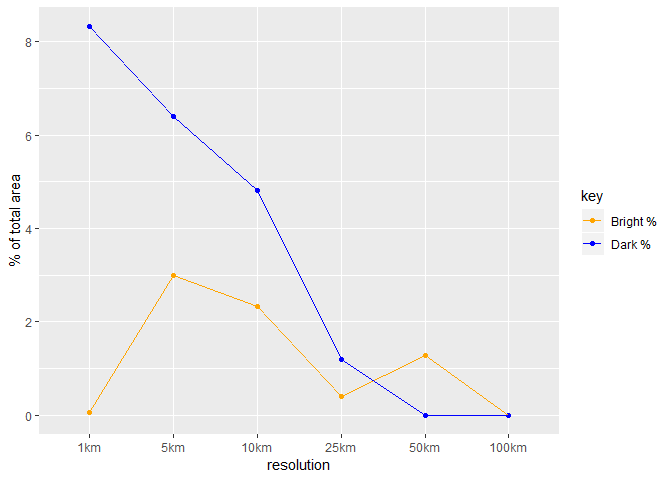 8
6
4
2
0
% of total area
1km
5km
10km
25km
50km
100km
resolution
key
Bright %
Dark %